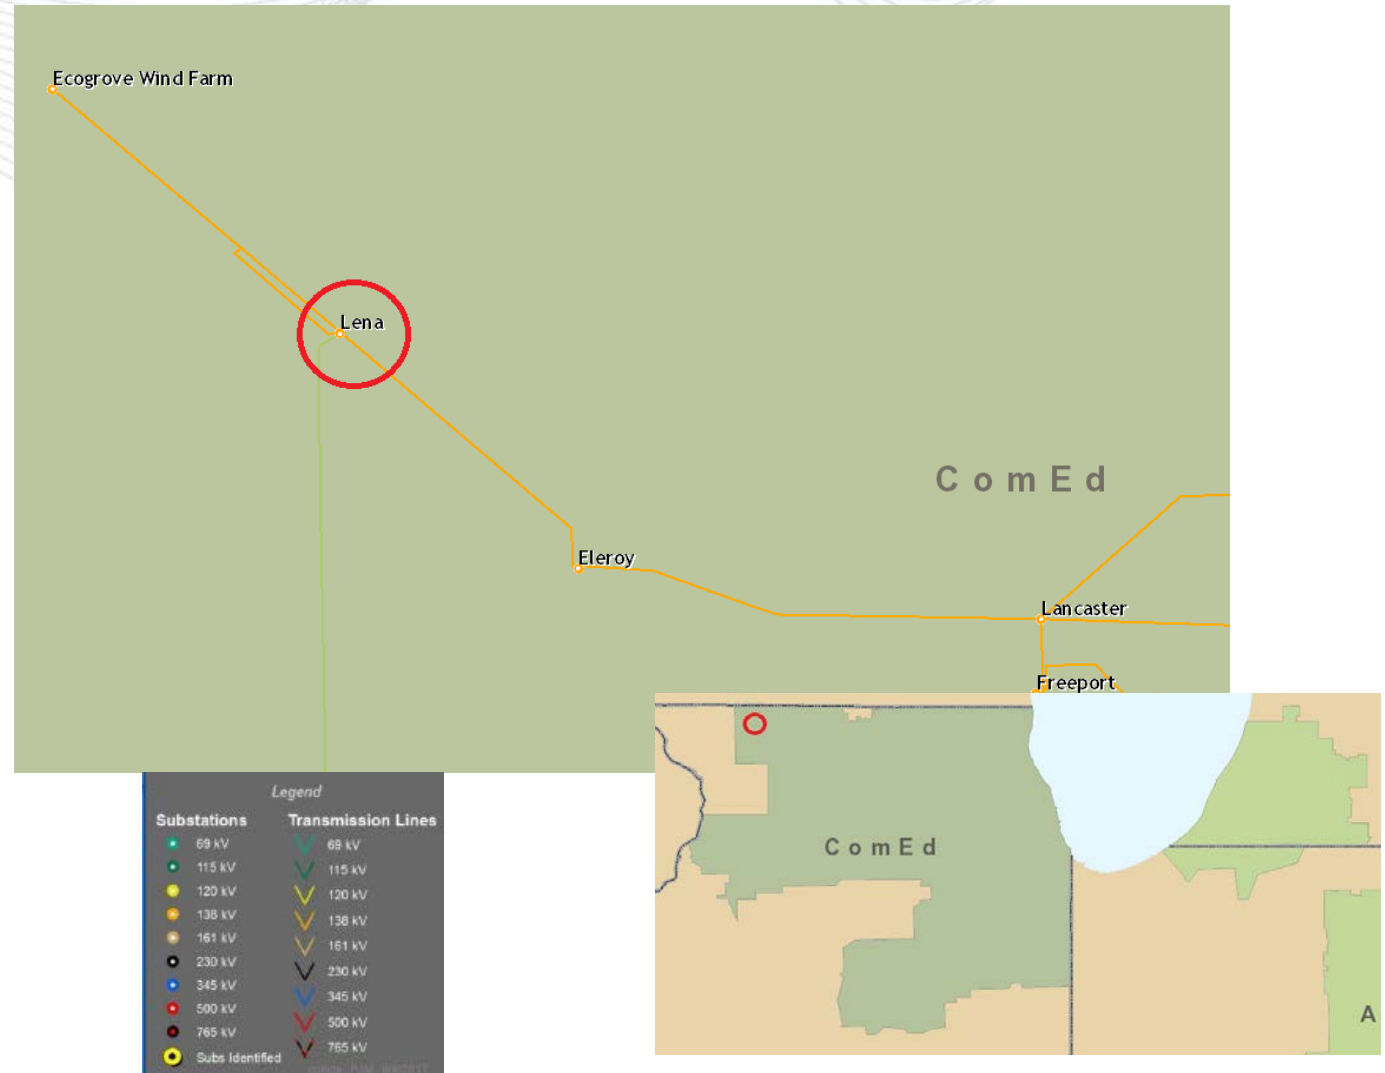 Ecogrove Wind Farm
Lena
ComEd
Eleroy
Lancaster
Freeport
Legend
Substations Transmission Lines
69 kV 69 kV
115 kV 115 kV
120 kV 120 kV
138 kV 138 kV
161 kV 161 kV
230 kV 230 kV
345 kV 345 kV
500 kV 500 kV
765 kV 765 kV
Subs Identified
ComEd
A